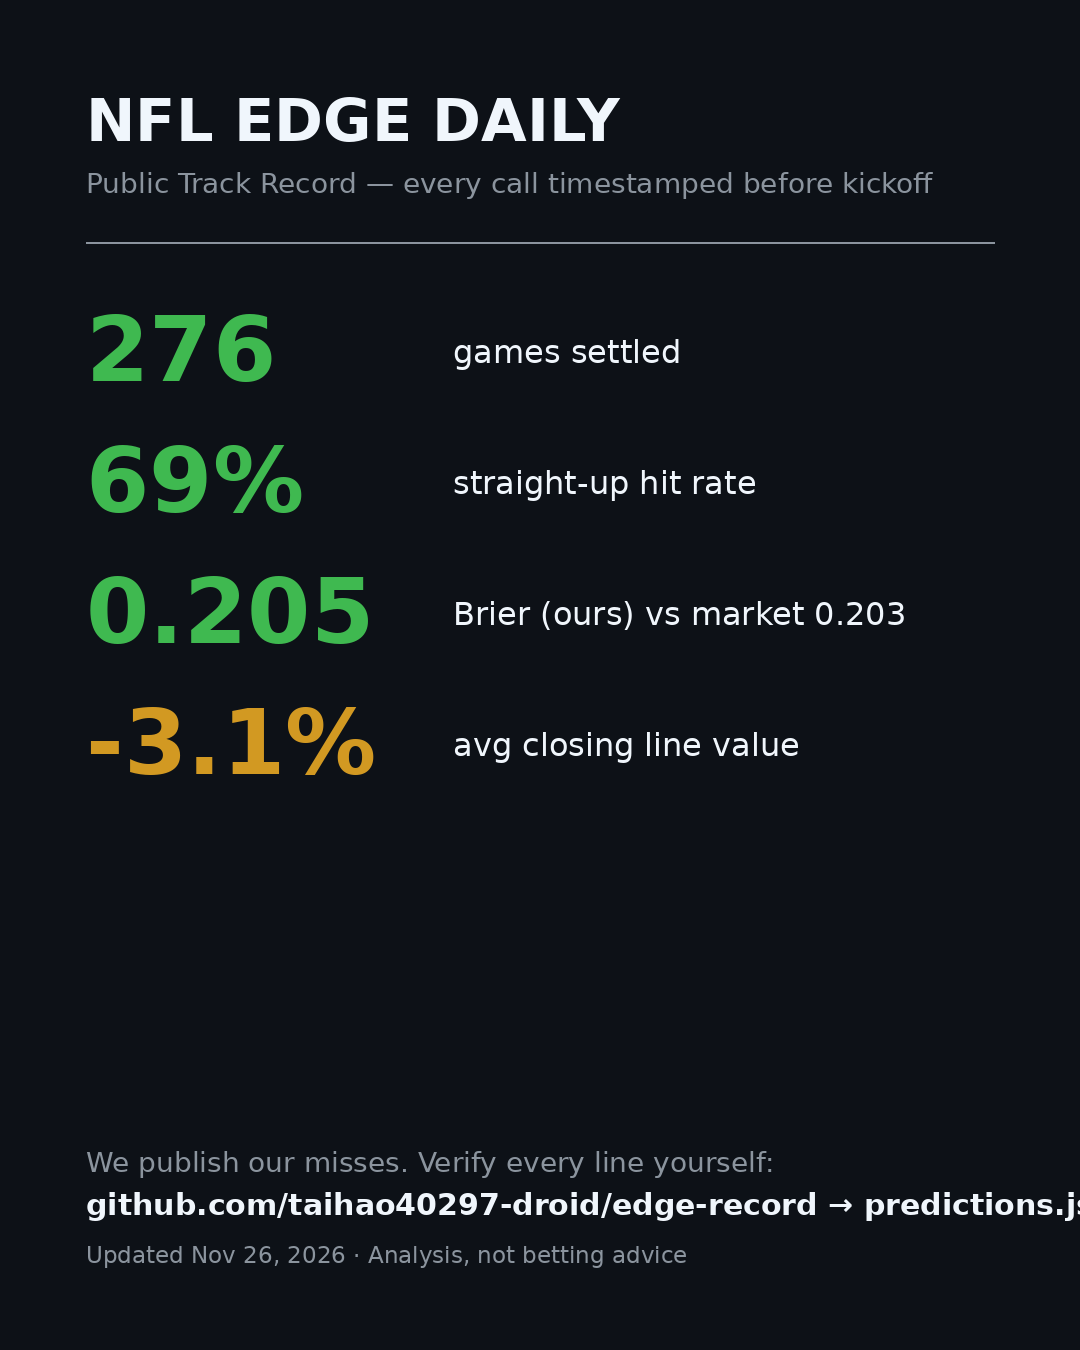 NFL EDGE DAILY
Public Track Record — every call timestamped before kickoff
276 games settled
69% straight-up hit rate
0.205 Brier (ours) vs market 0.203
-3.1% avg closing line value
We publish our misses. Verify every line yourself:
github.com/taihao40297-droid/edge-record → predictions.js
Updated Nov 26, 2026 · Analysis, not betting advice